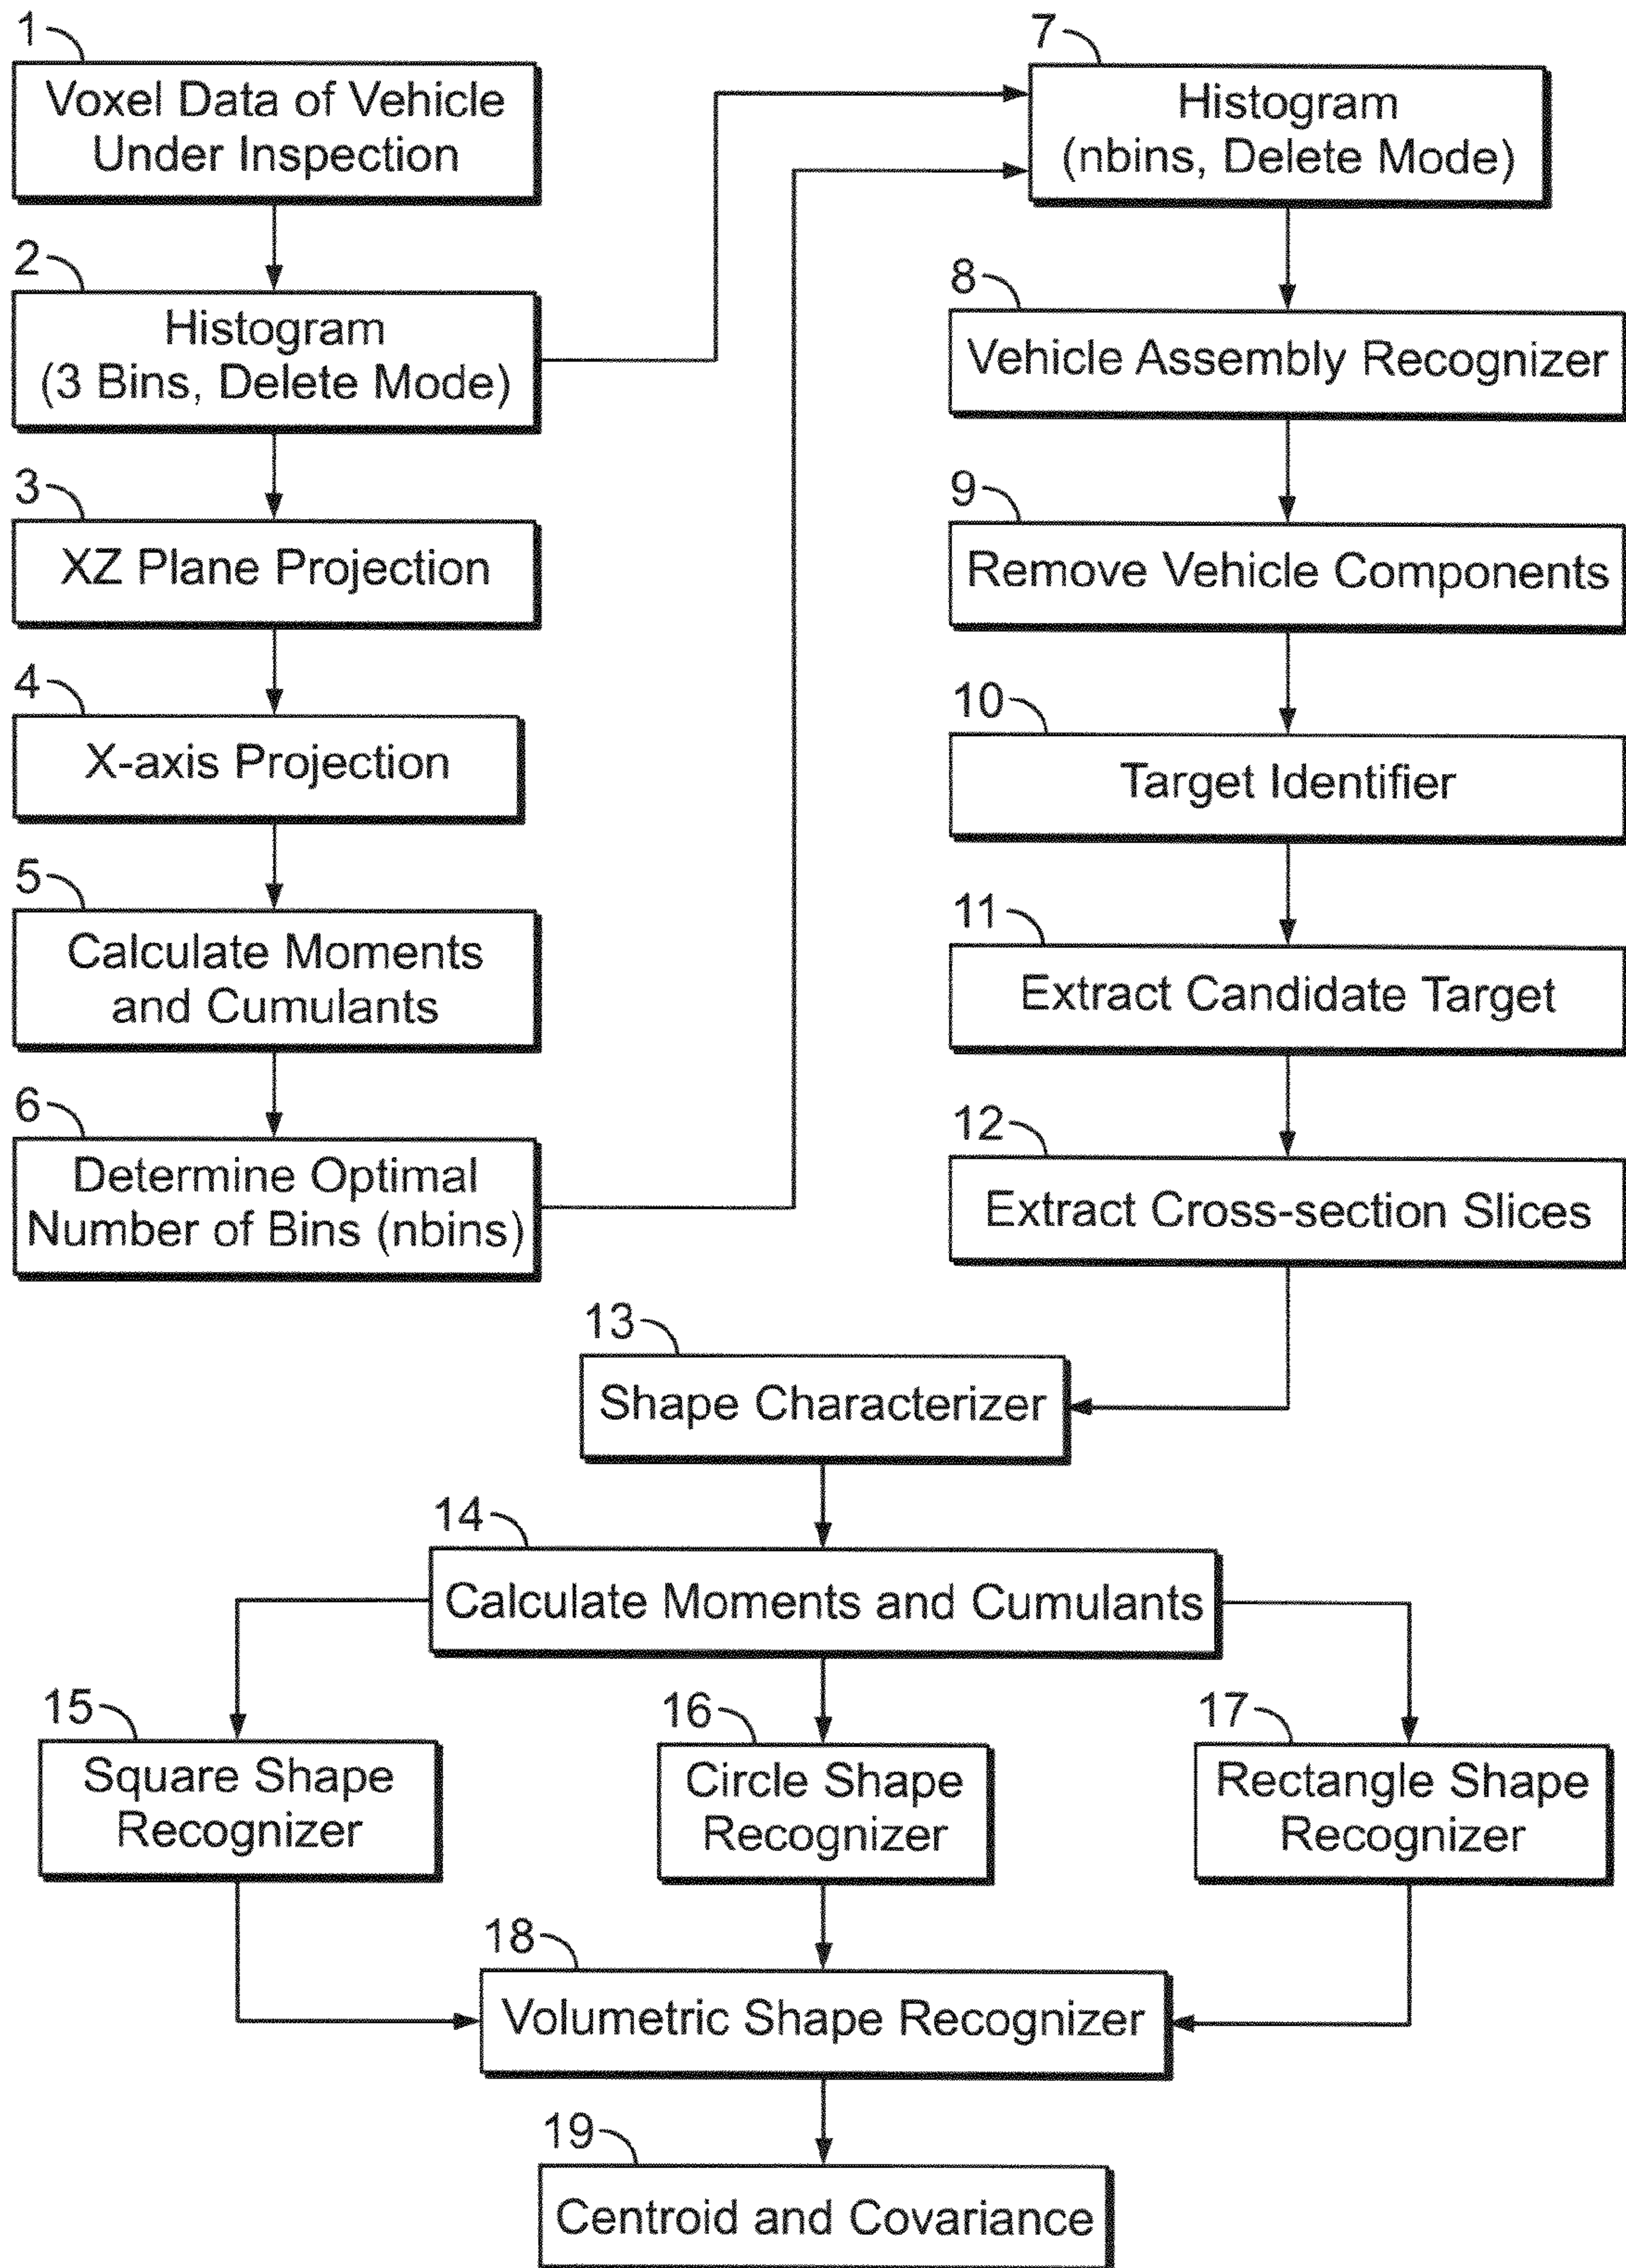 1
Voxel Data of Vehicle
Under Inspection
2
Histogram
(3 Bins, Delete Mode)
3
XZ Plane Projection
4
X-axis Projection
5
Calculate Moments
and Cumulants
6
Determine Optimal
Number of Bins (nbins)
7
Histogram
(nbins, Delete Mode)
8
Vehicle Assembly Recognizer
9
Remove Vehicle Components
10
Target Identifier
11
Extract Candidate Target
12
Extract Cross-section Slices
13
Shape Characterizer
14
Calculate Moments and Cumulants
15
Square Shape
Recognizer
16
Circle Shape
Recognizer
17
Rectangle Shape
Recognizer
18
Volumetric Shape Recognizer
19
Centroid and Covariance